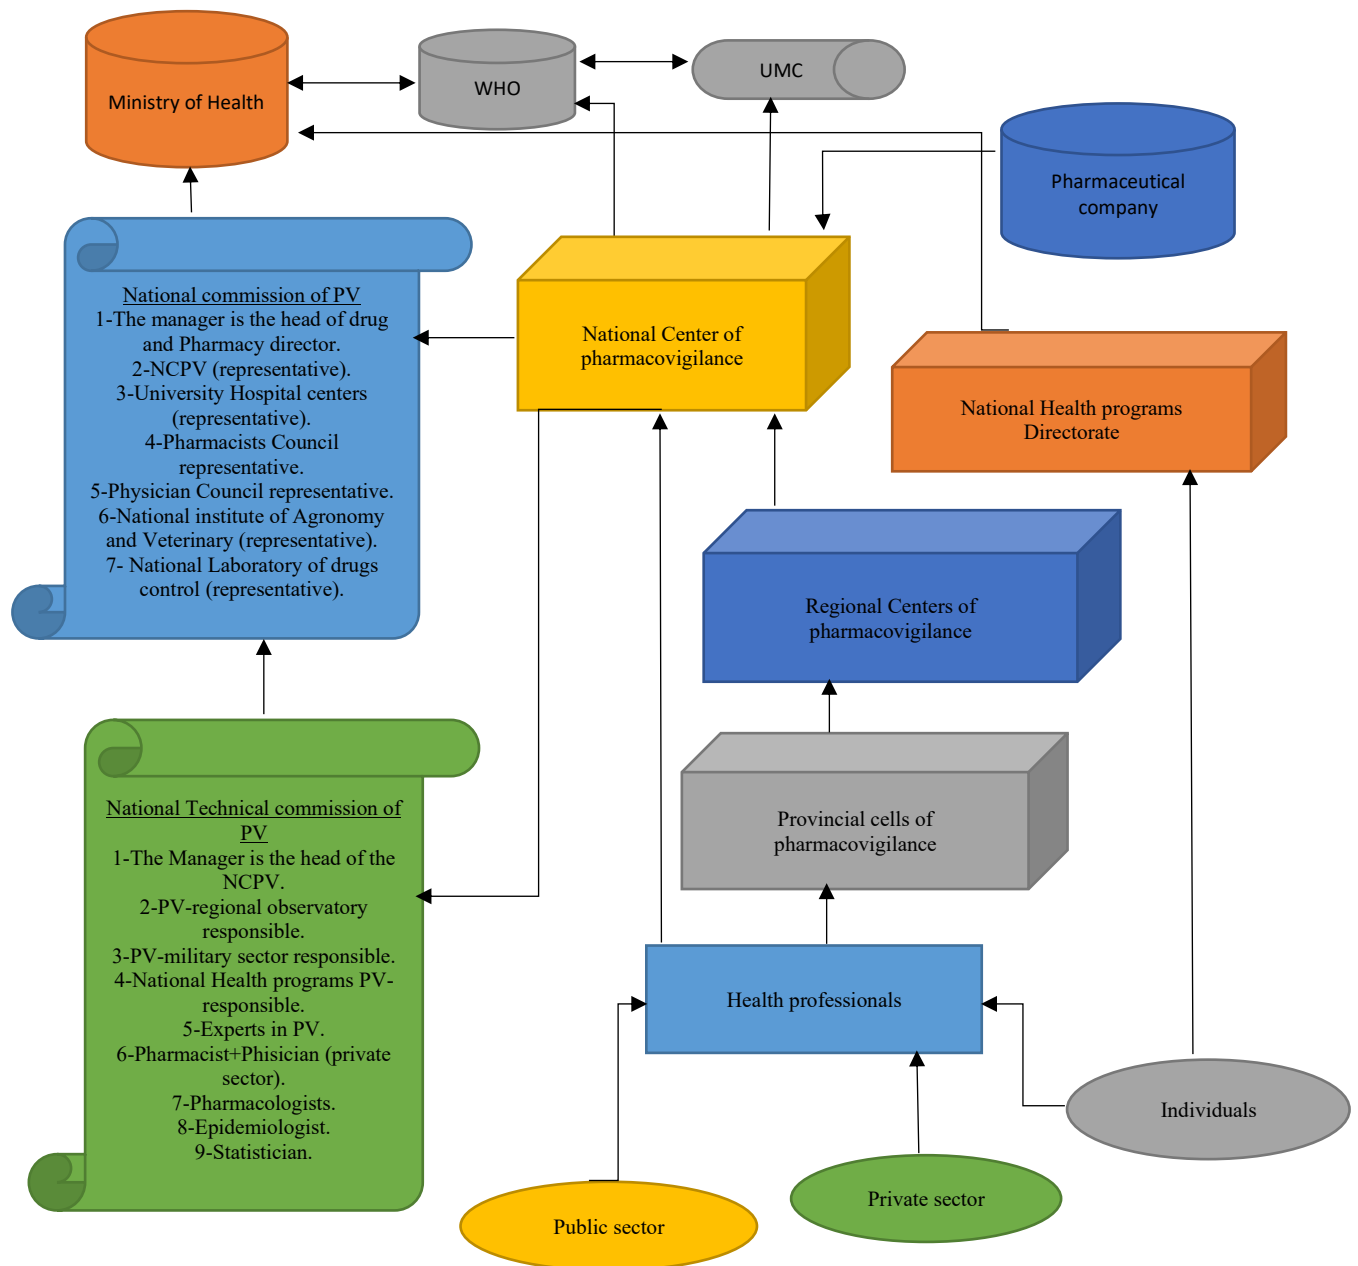 Ministry of Health
WHO
UMC
Pharmaceutical
company
National commission of PV
1-The manager is the head of drug
and Pharmacy director.
2-NCPV (representative).
3-University Hospital centers
(representative).
4-Pharmacists Council
representative.
5-Physician Council representative.
6-National institute of Agronomy
and Veterinary (representative).
7- National Laboratory of drugs
control (representative).
National Center of
pharmacovigilance
National Health programs
Directorate
Regional Centers of
pharmacovigilance
National Technical commission of
PV
1-The Manager is the head of the
NCPV.
2-PV-regional observatory
responsible.
3-PV-military sector responsible.
4-National Health programs PV-
responsible.
5-Experts in PV.
6-Pharmacist+Phisician (private
sector).
7-Pharmacologists.
8-Epidemiologist.
9-Statistician.
Provincial cells of
pharmacovigilance
Health professionals
Individuals
Private sector
Public sector